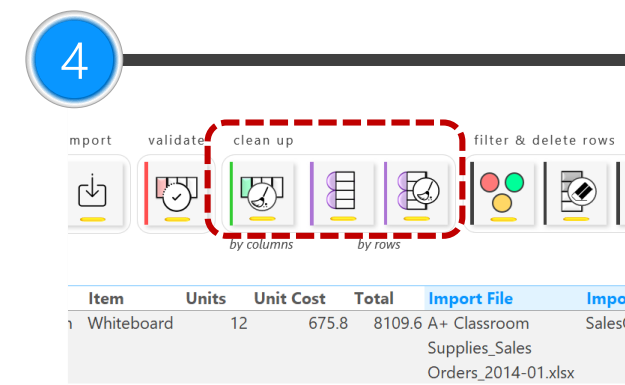 4
mport validate clean up filter & delete rows
by columns by rows
Item Units Unit Cost Total Import File Impo
n Whiteboard 12 675.8 8109.6 A+ Classroom Sales
Supplies_Sales
Orders_2014-01.xlsx